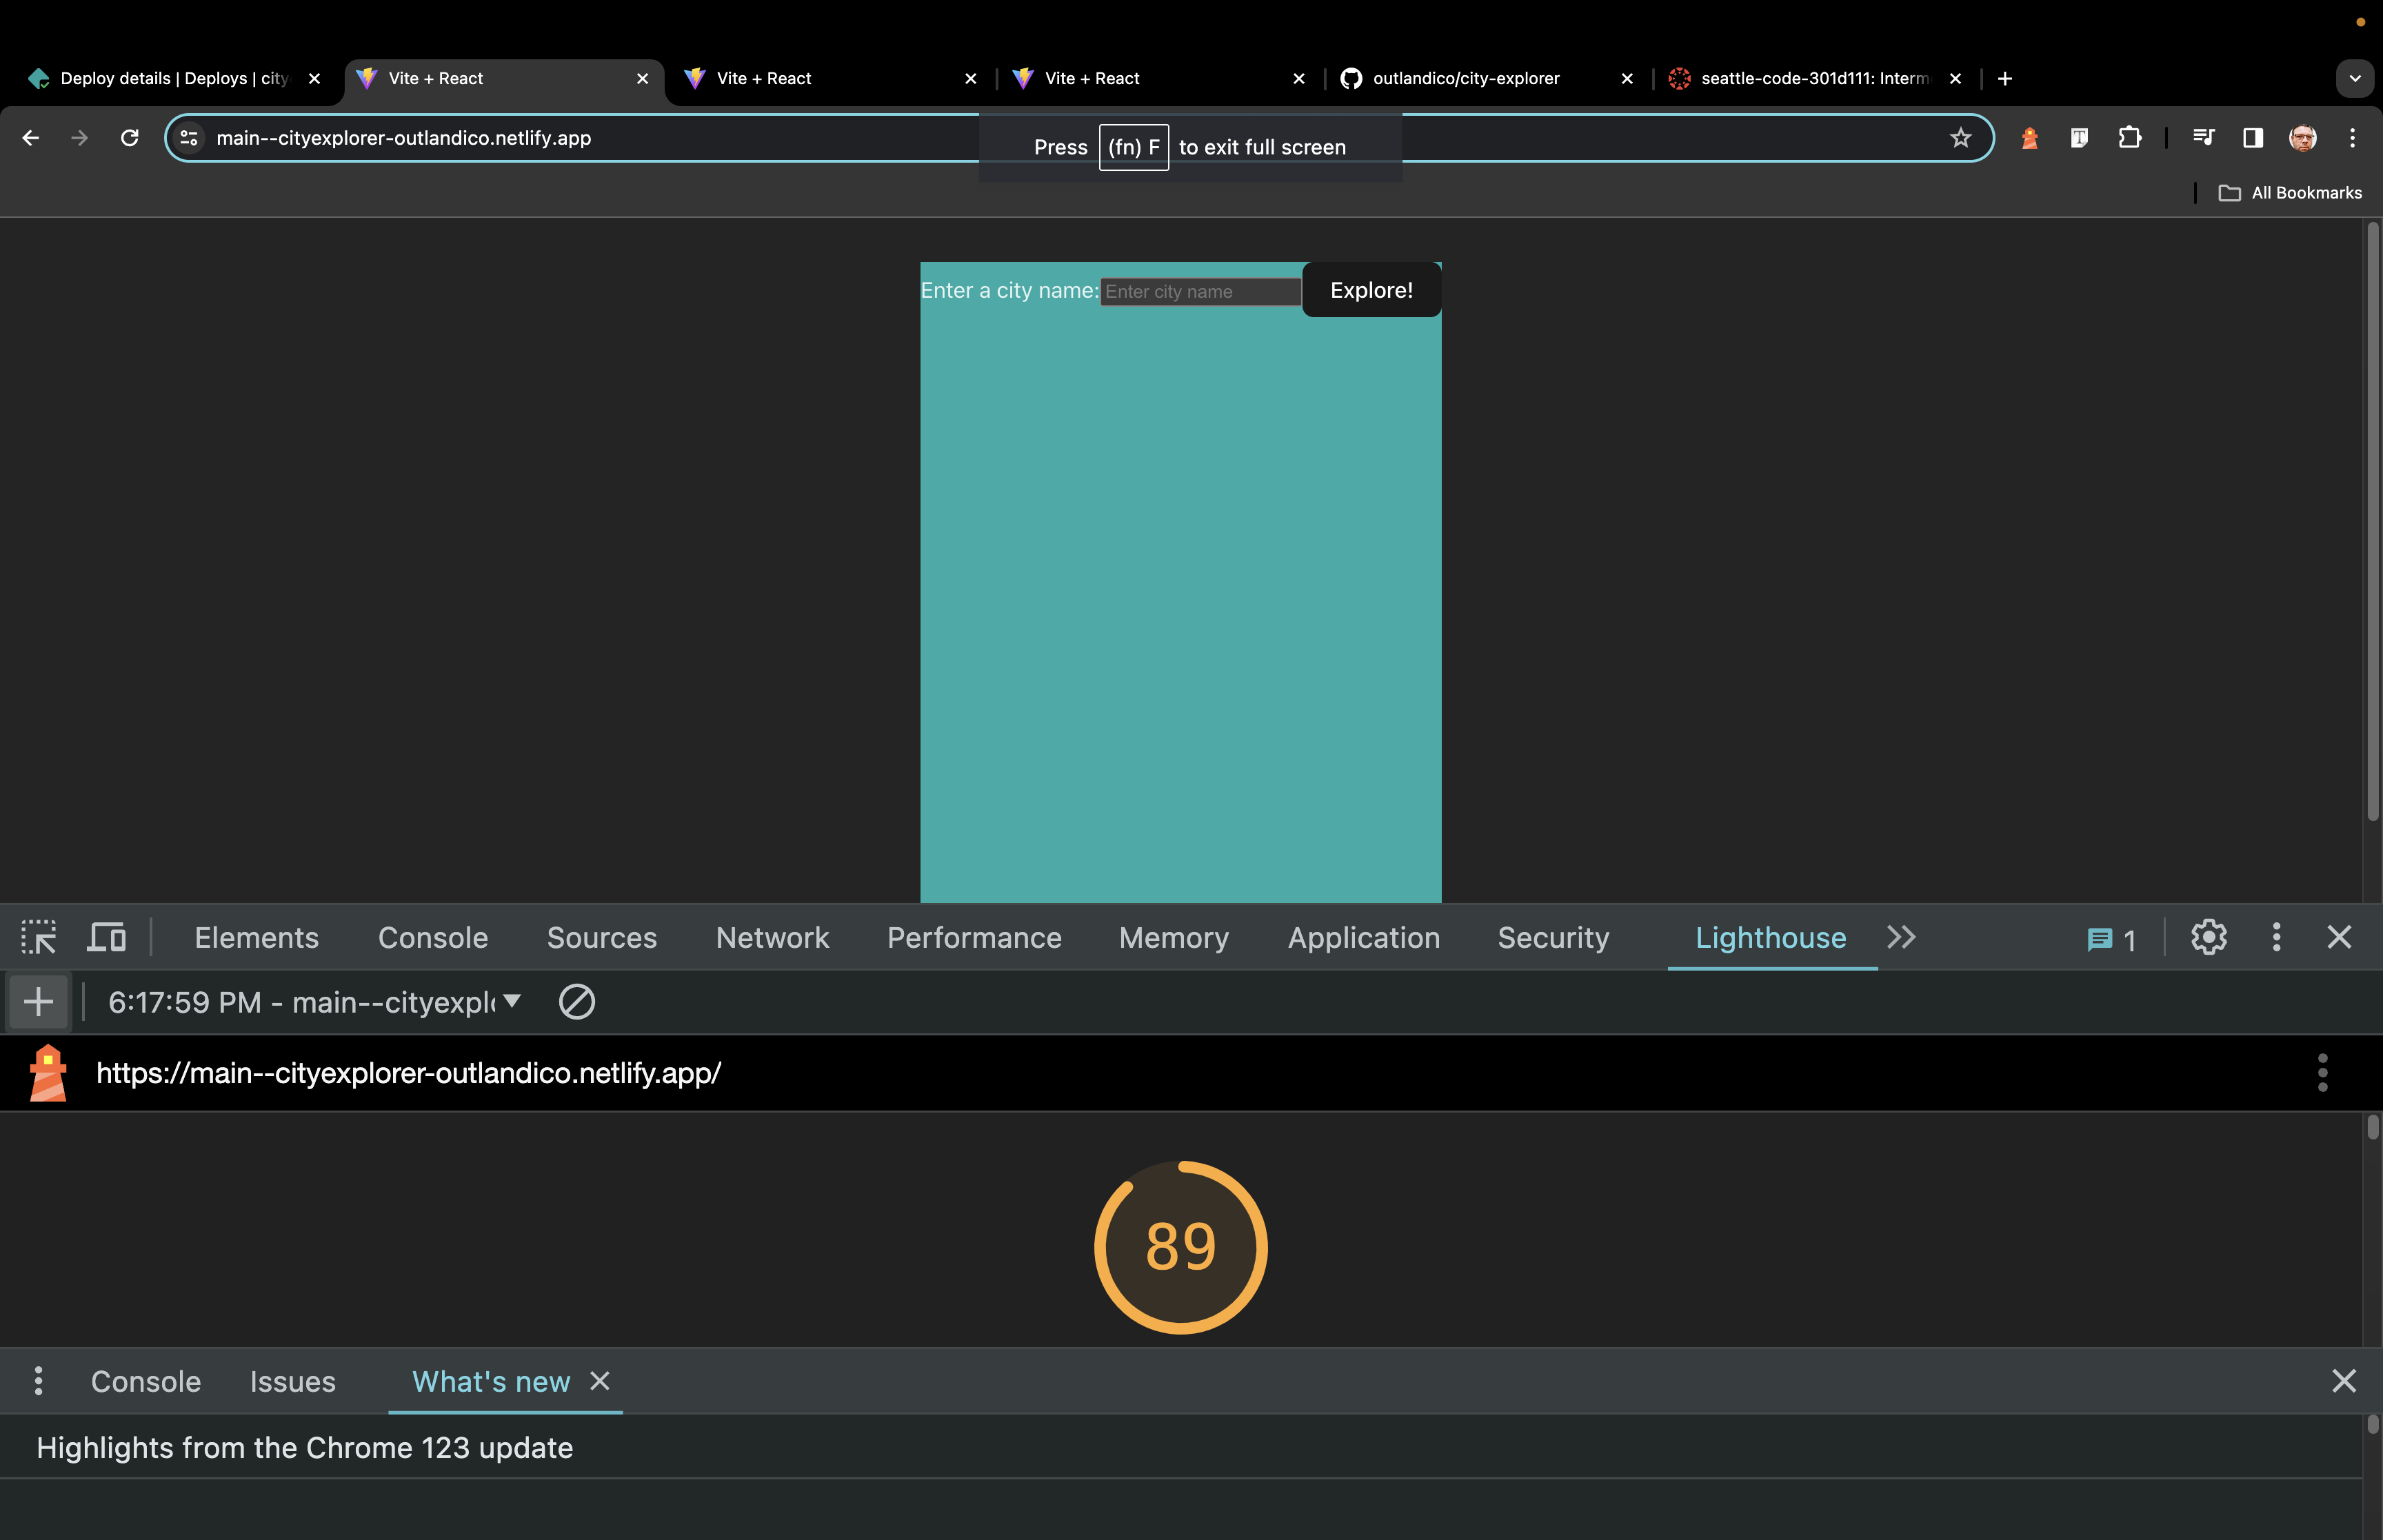 Deploy details | Deploys | city
Vite + React
Vite + React
Vite + React
outlandico/city-explorer
seattle-code-301d111: Interm
main--cityexplorer-outlandico.netlify.app
Press (fn) F to exit full screen
All Bookmarks
Enter a city name: Enter city name Explore!
Elements Console Sources Network Performance Memory Application Security Lighthouse 1
6:17:59 PM - main--cityexpl
https://main--cityexplorer-outlandico.netlify.app/
89
Console Issues What's new
Highlights from the Chrome 123 update